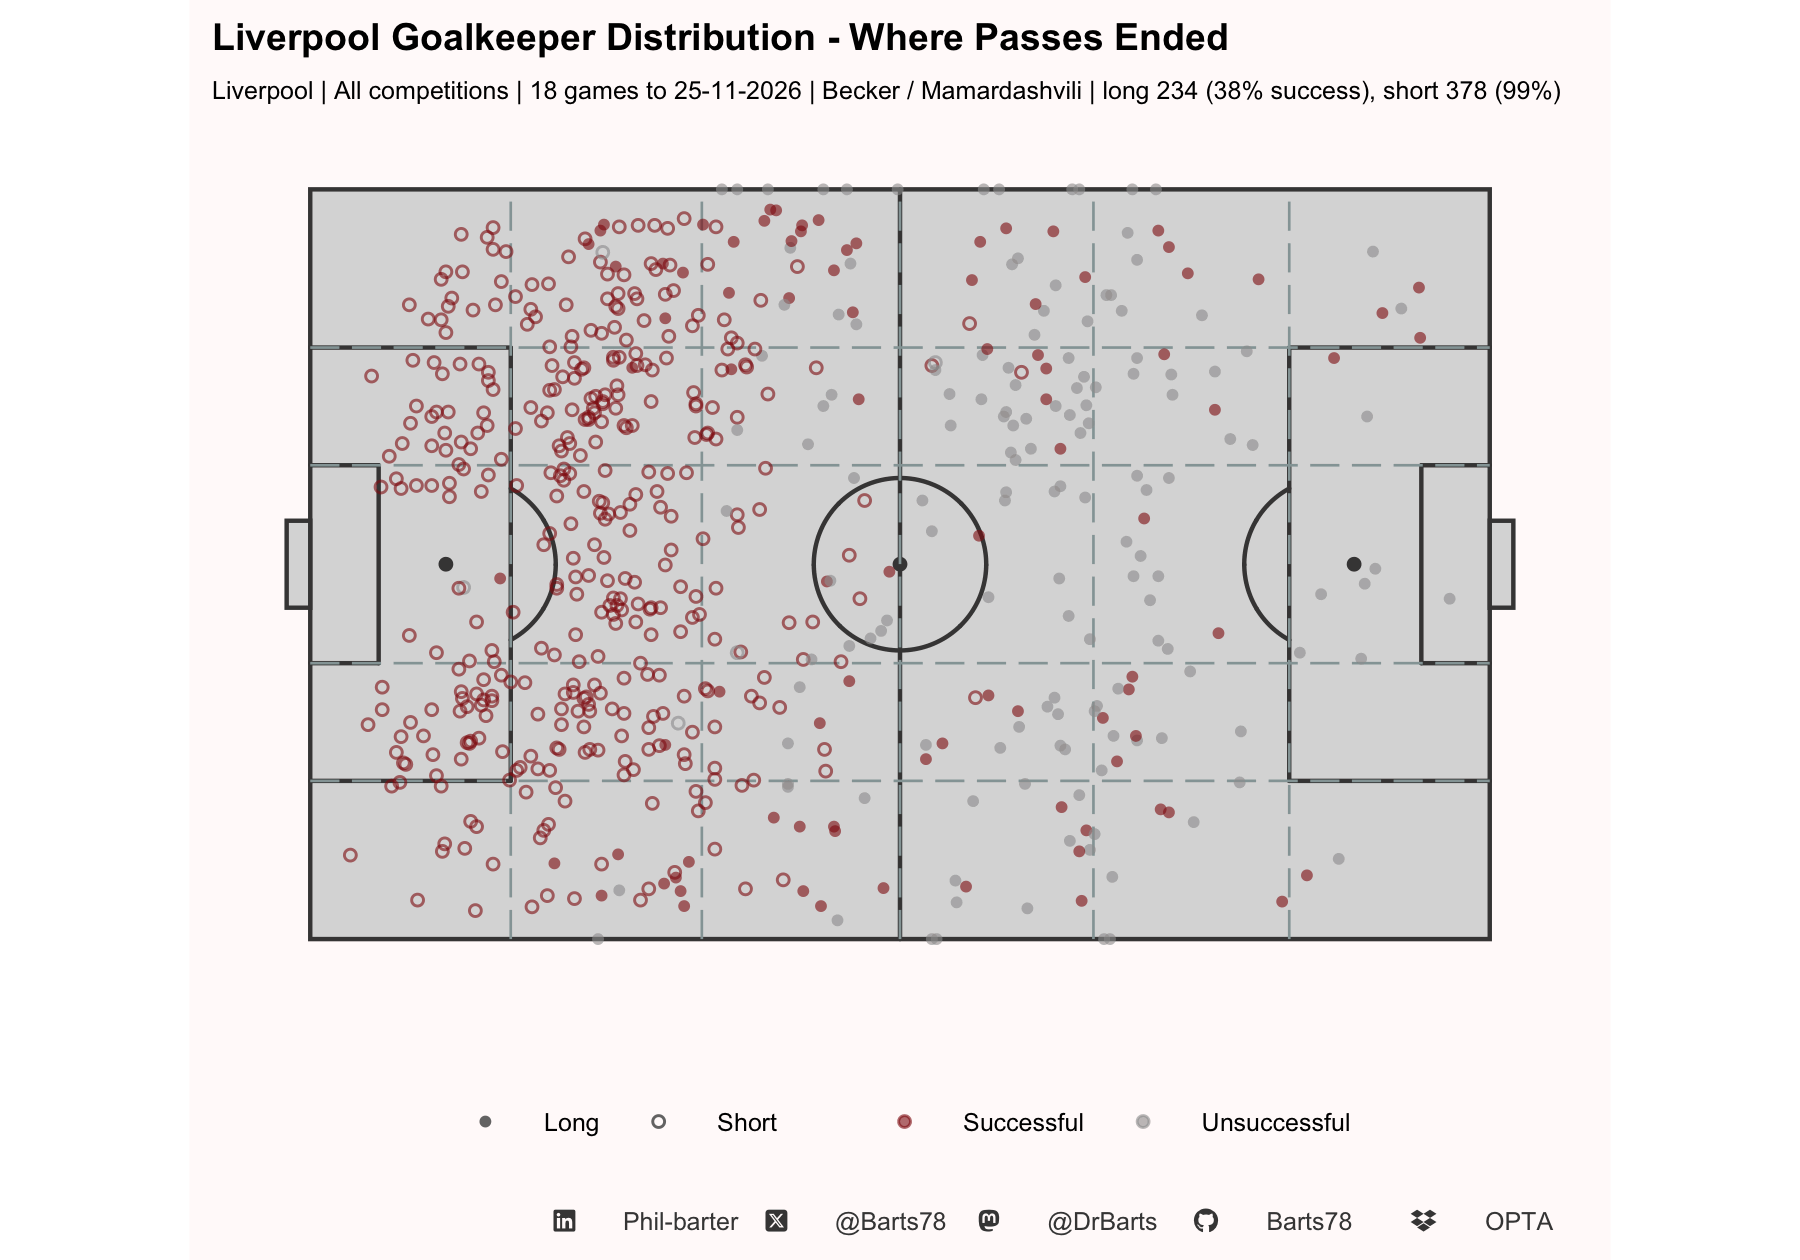 Liverpool Goalkeeper Distribution - Where Passes Ended
Liverpool | All competitions | 18 games to 25-11-2026 | Becker / Mamardashvili | long 234 (38% success), short 378 (99%)
Long Short Successful Unsuccessful
Phil-barter @Barts78 @DrBarts Barts78 OPTA